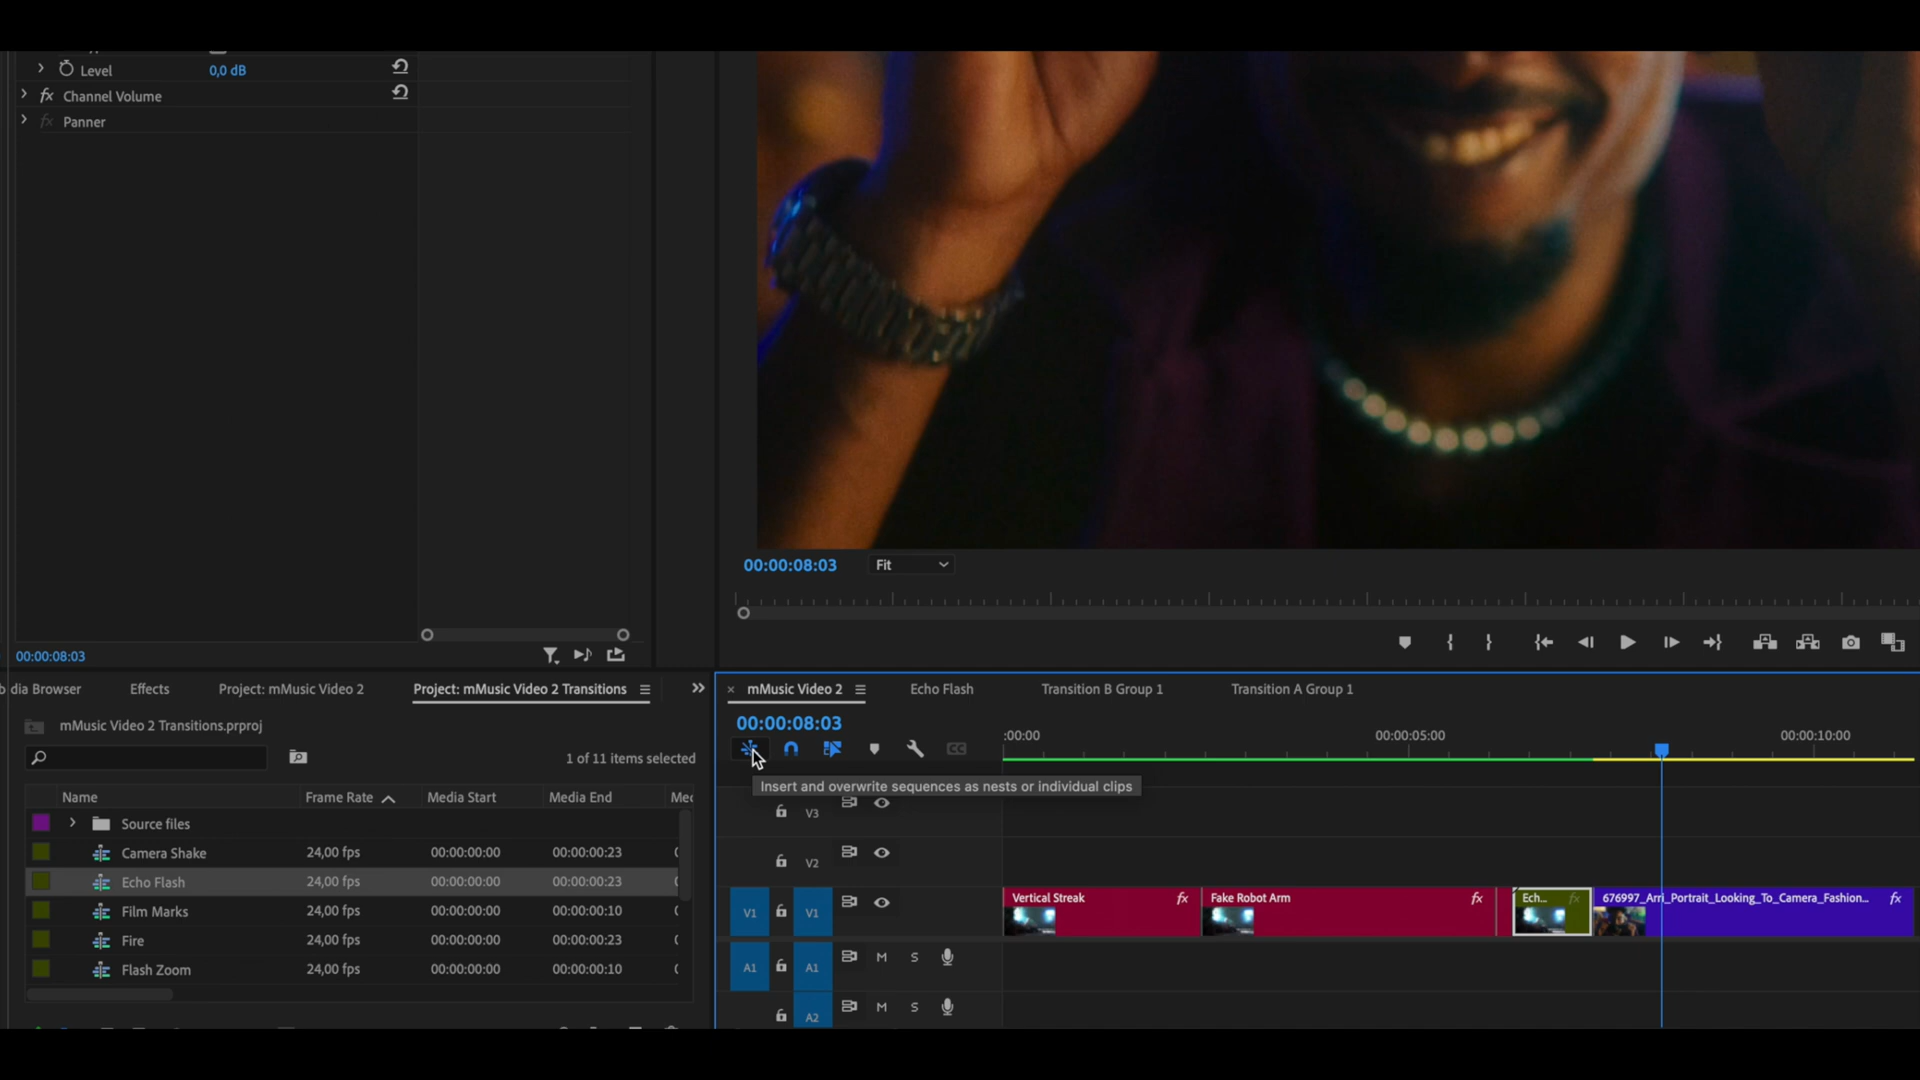 Level 0,0 dB
fx Channel Volume
fx Panner
00:00:08:03
00:00:08:03 Fit
dia Browser Effects Project: mMusic Video 2 Project: mMusic Video 2 Transitions
mMusic Video 2 Transitions.prproj
1 of 11 items selected
Name Frame Rate Media Start Media End
Source files
Camera Shake 24,00 fps 00:00:00:00 00:00:00:23
Echo Flash 24,00 fps 00:00:00:00 00:00:00:23
Film Marks 24,00 fps 00:00:00:00 00:00:00:10
Fire 24,00 fps 00:00:00:00 00:00:00:23
Flash Zoom 24,00 fps 00:00:00:00 00:00:00:10
× mMusic Video 2 Echo Flash Transition B Group 1 Transition A Group 1
00:00:08:03
CC
:00:00 00:00:05:00 00:00:10:00
Insert and overwrite sequences as nests or individual clips
V3
V2
V1 V1
Vertical Streak fx Fake Robot Arm fx Ech... fx 676997_Arri_Portrait_Looking_To_Camera_Fashion... fx
A1 A1 M S
A2 M S